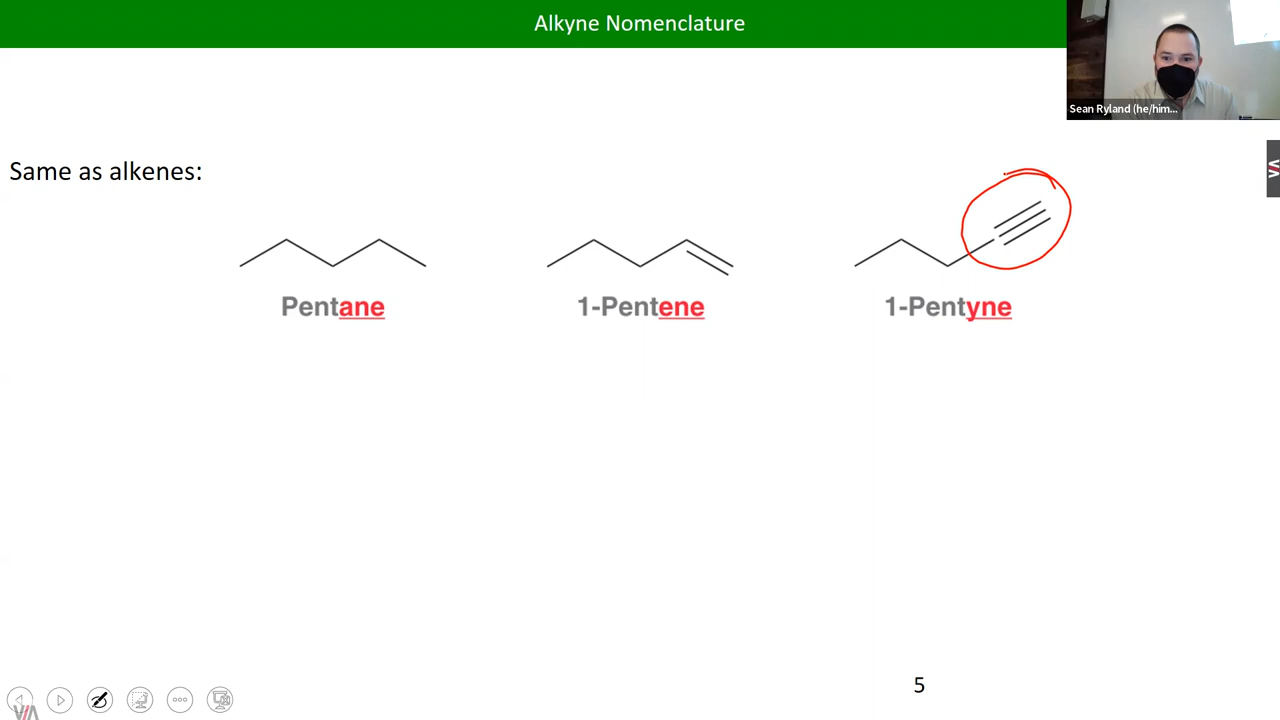 Alkyne Nomenclature
Sean Ryland (he/him...
Same as alkenes:
Pentane
1-Pentene
1-Pentyne
5